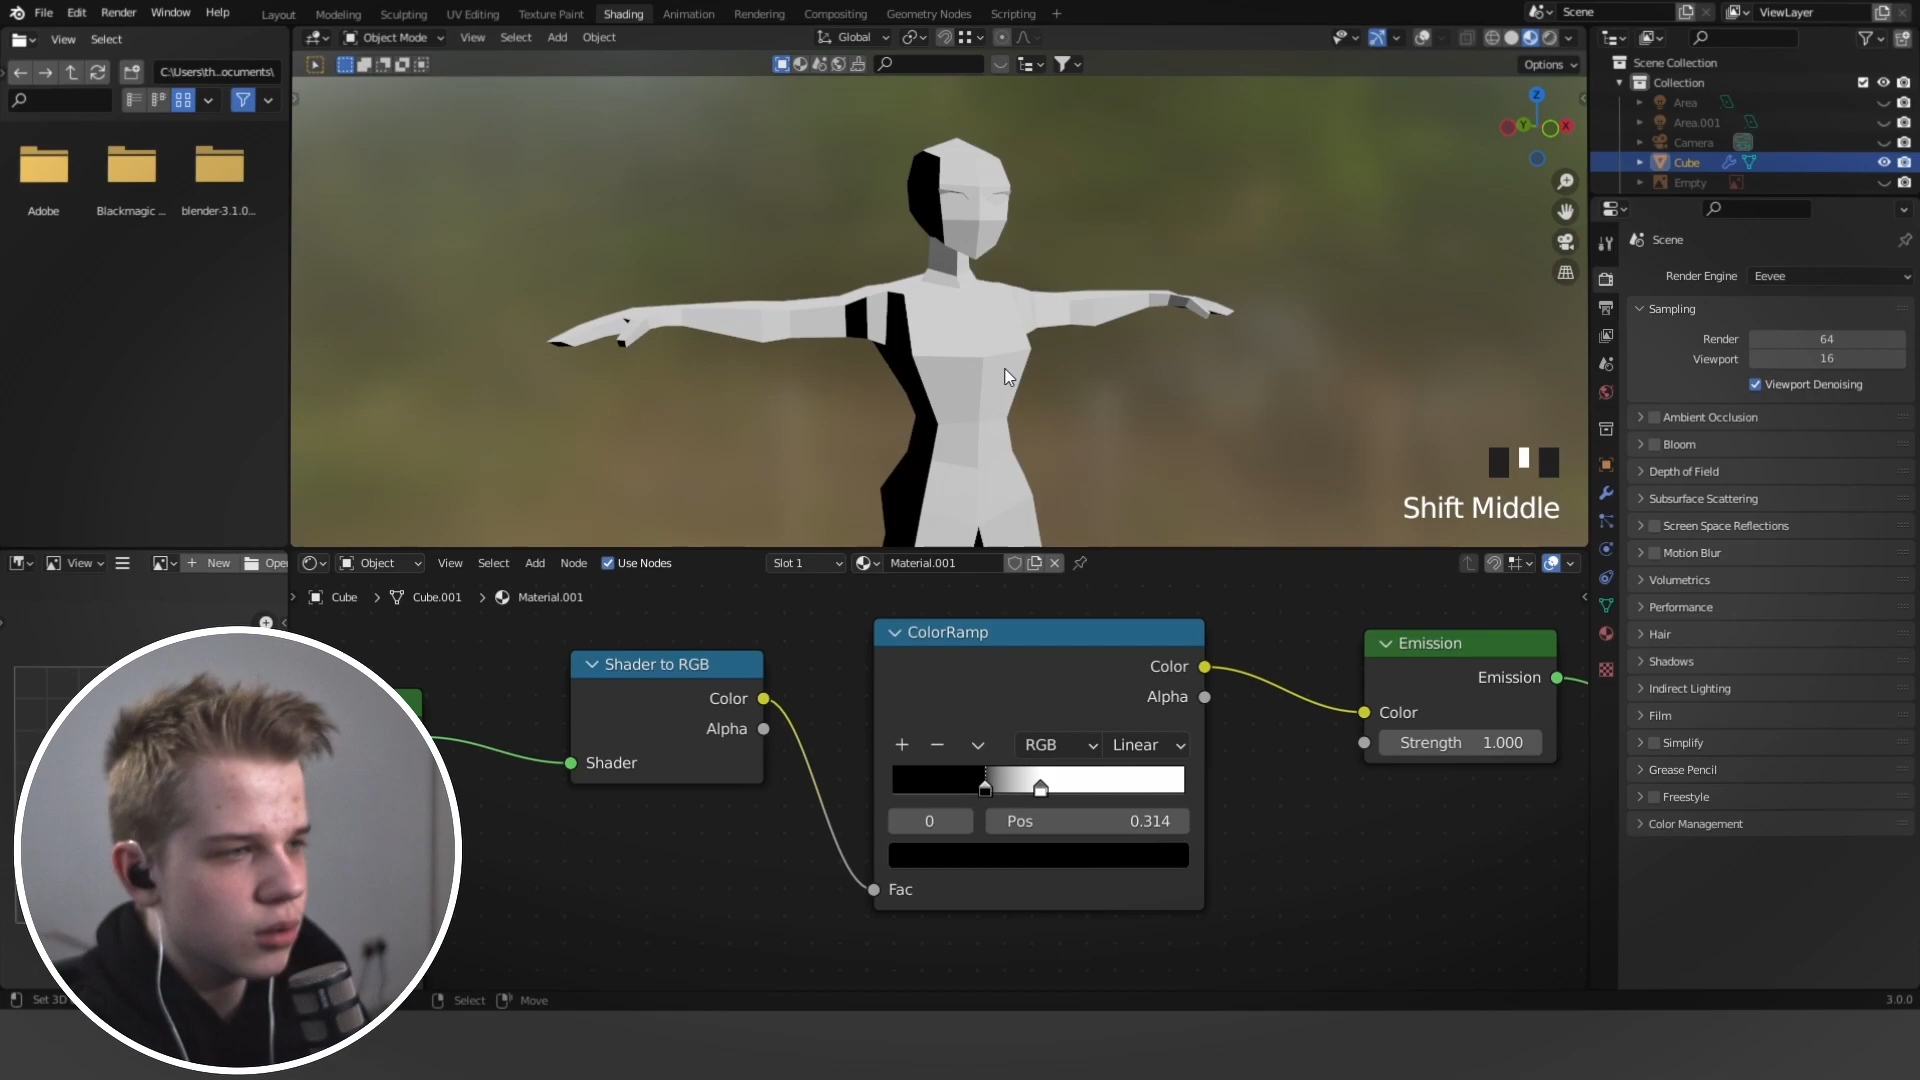 File Edit Render Window Help Layout Modeling Sculpting UV Editing Texture Paint Shading Animation Rendering Compositing Geometry Nodes Scripting + Scene ViewLayer
View Select Object Mode View Select Add Object Global
C:\Users\th..ocuments\ Options
Adobe Blackmagic ... blender-3.1.0...
Z
Y X
Shift Middle
Scene Collection
Collection
Area
Area.001
Camera
Cube
Empty
Scene
Render Engine Eevee
Sampling
Render 64
Viewport 16
Viewport Denoising
Ambient Occlusion
Bloom
Depth of Field
Subsurface Scattering
Screen Space Reflections
Motion Blur
Volumetrics
Performance
Hair
Shadows
Indirect Lighting
Film
Simplify
Grease Pencil
Freestyle
Color Management
View + New Open Object View Select Add Node Use Nodes Slot 1 Material.001
Cube > Cube.001 > Material.001
Shader to RGB
Color
Alpha
Shader
ColorRamp
Color
Alpha
+ − RGB Linear
0 Pos 0.314
Fac
Emission
Emission
Color
Strength 1.000
Set 3D Select Move 3.0.0